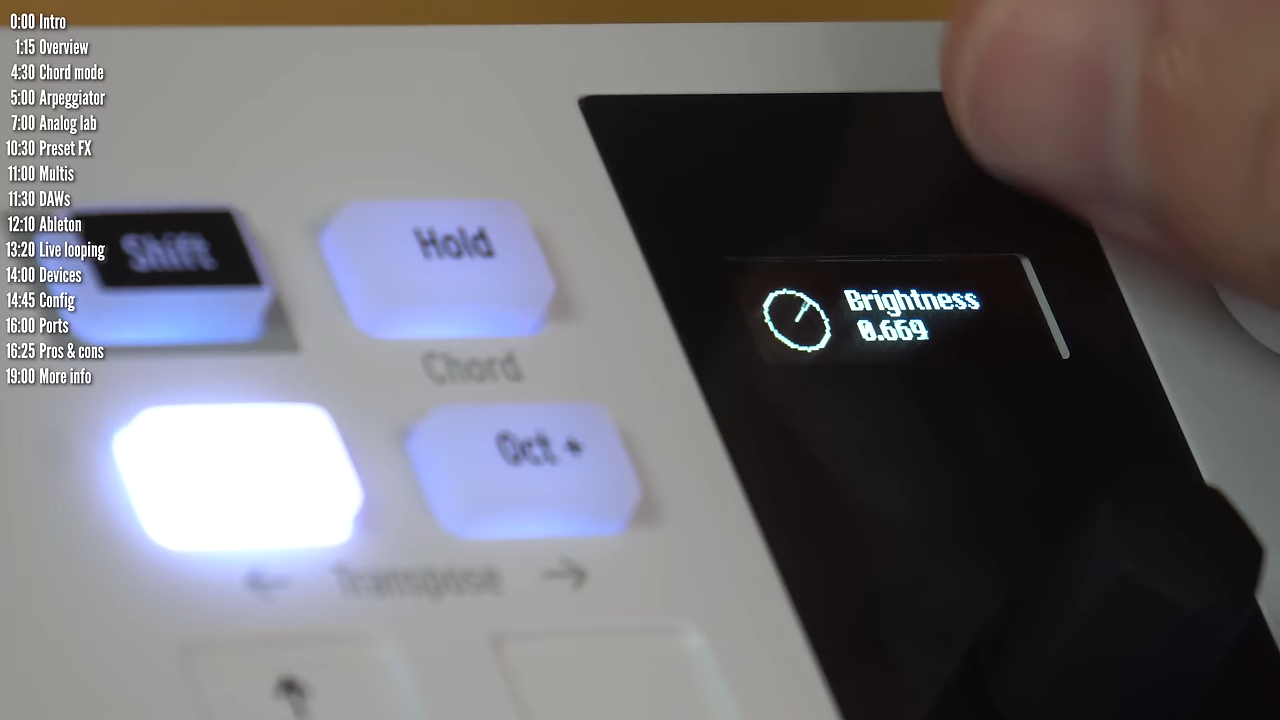 0:00 Intro
1:15 Overview
4:30 Chord mode
5:00 Arpeggiator
7:00 Analog lab
10:30 Preset FX
11:00 Multis
11:30 DAWs
12:10 Ableton
13:20 Live looping
14:00 Devices
14:45 Config
16:00 Ports
16:25 Pros & cons
19:00 More info
Shift
Hold
Chord
Oct +
← Transpose →
Brightness
0.669